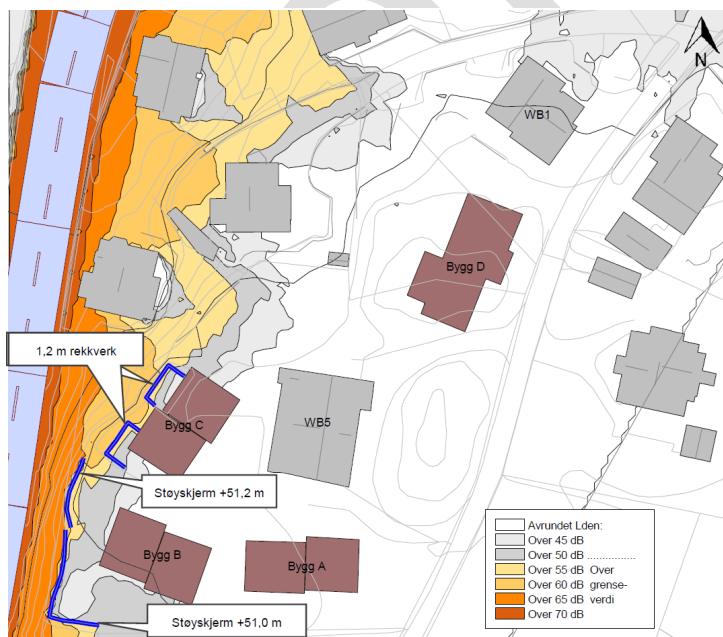 N
WB1
Bygg D
1,2 m rekkverk
Bygg C
WB5
Støyskjerm +51,2 m
Bygg B
Bygg A
Støyskjerm +51,0 m
Avrundet Lden:
Over 45 dB
Over 50 dB ................
Over 55 dB Over
Over 60 dB grense-
Over 65 dB verdi
Over 70 dB